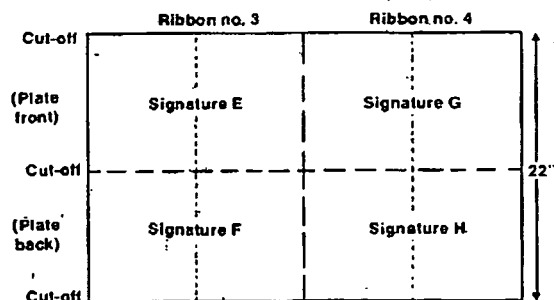 Ribbon no. 3 Ribbon no. 4
Cut-off
(Plate front) Signature E Signature G
Cut-off 22"
(Plate back) Signature F Signature H
Cut-off